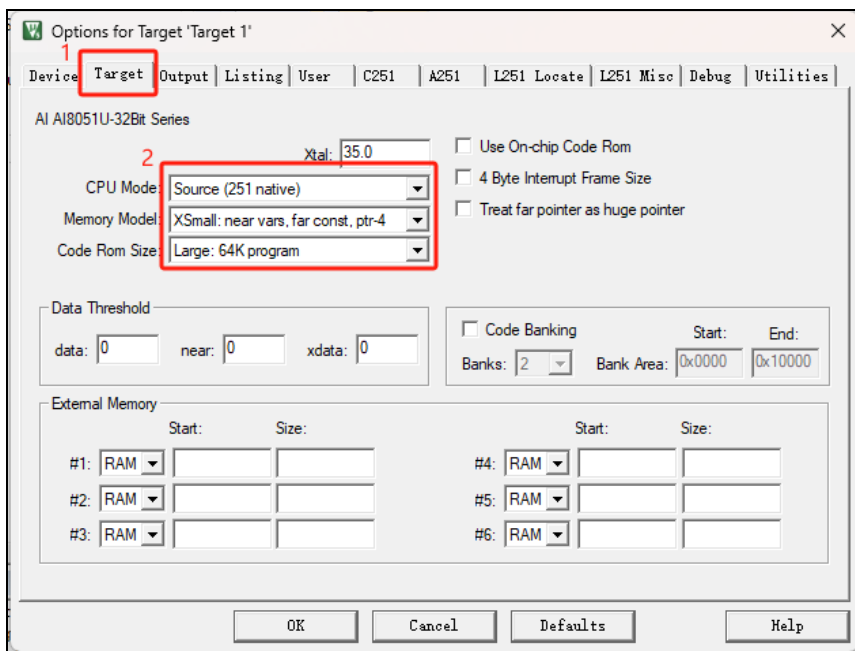 Options for Target 'Target 1'
1
Device Target Output Listing User C251 A251 L251 Locate L251 Misc Debug Utilities
AI AI8051U-32Bit Series
Xtal: 35.0
Use On-chip Code Rom
2
CPU Mode: Source (251 native)
4 Byte Interrupt Frame Size
Memory Model: XSmall: near vars, far const, ptr-4
Treat far pointer as huge pointer
Code Rom Size: Large: 64K program
Data Threshold
data: 0 near: 0 xdata: 0
Code Banking Start: End:
Banks: 2 Bank Area: 0x0000 0x10000
External Memory
Start: Size: Start: Size:
#1: RAM #4: RAM
#2: RAM #5: RAM
#3: RAM #6: RAM
OK Cancel Defaults Help